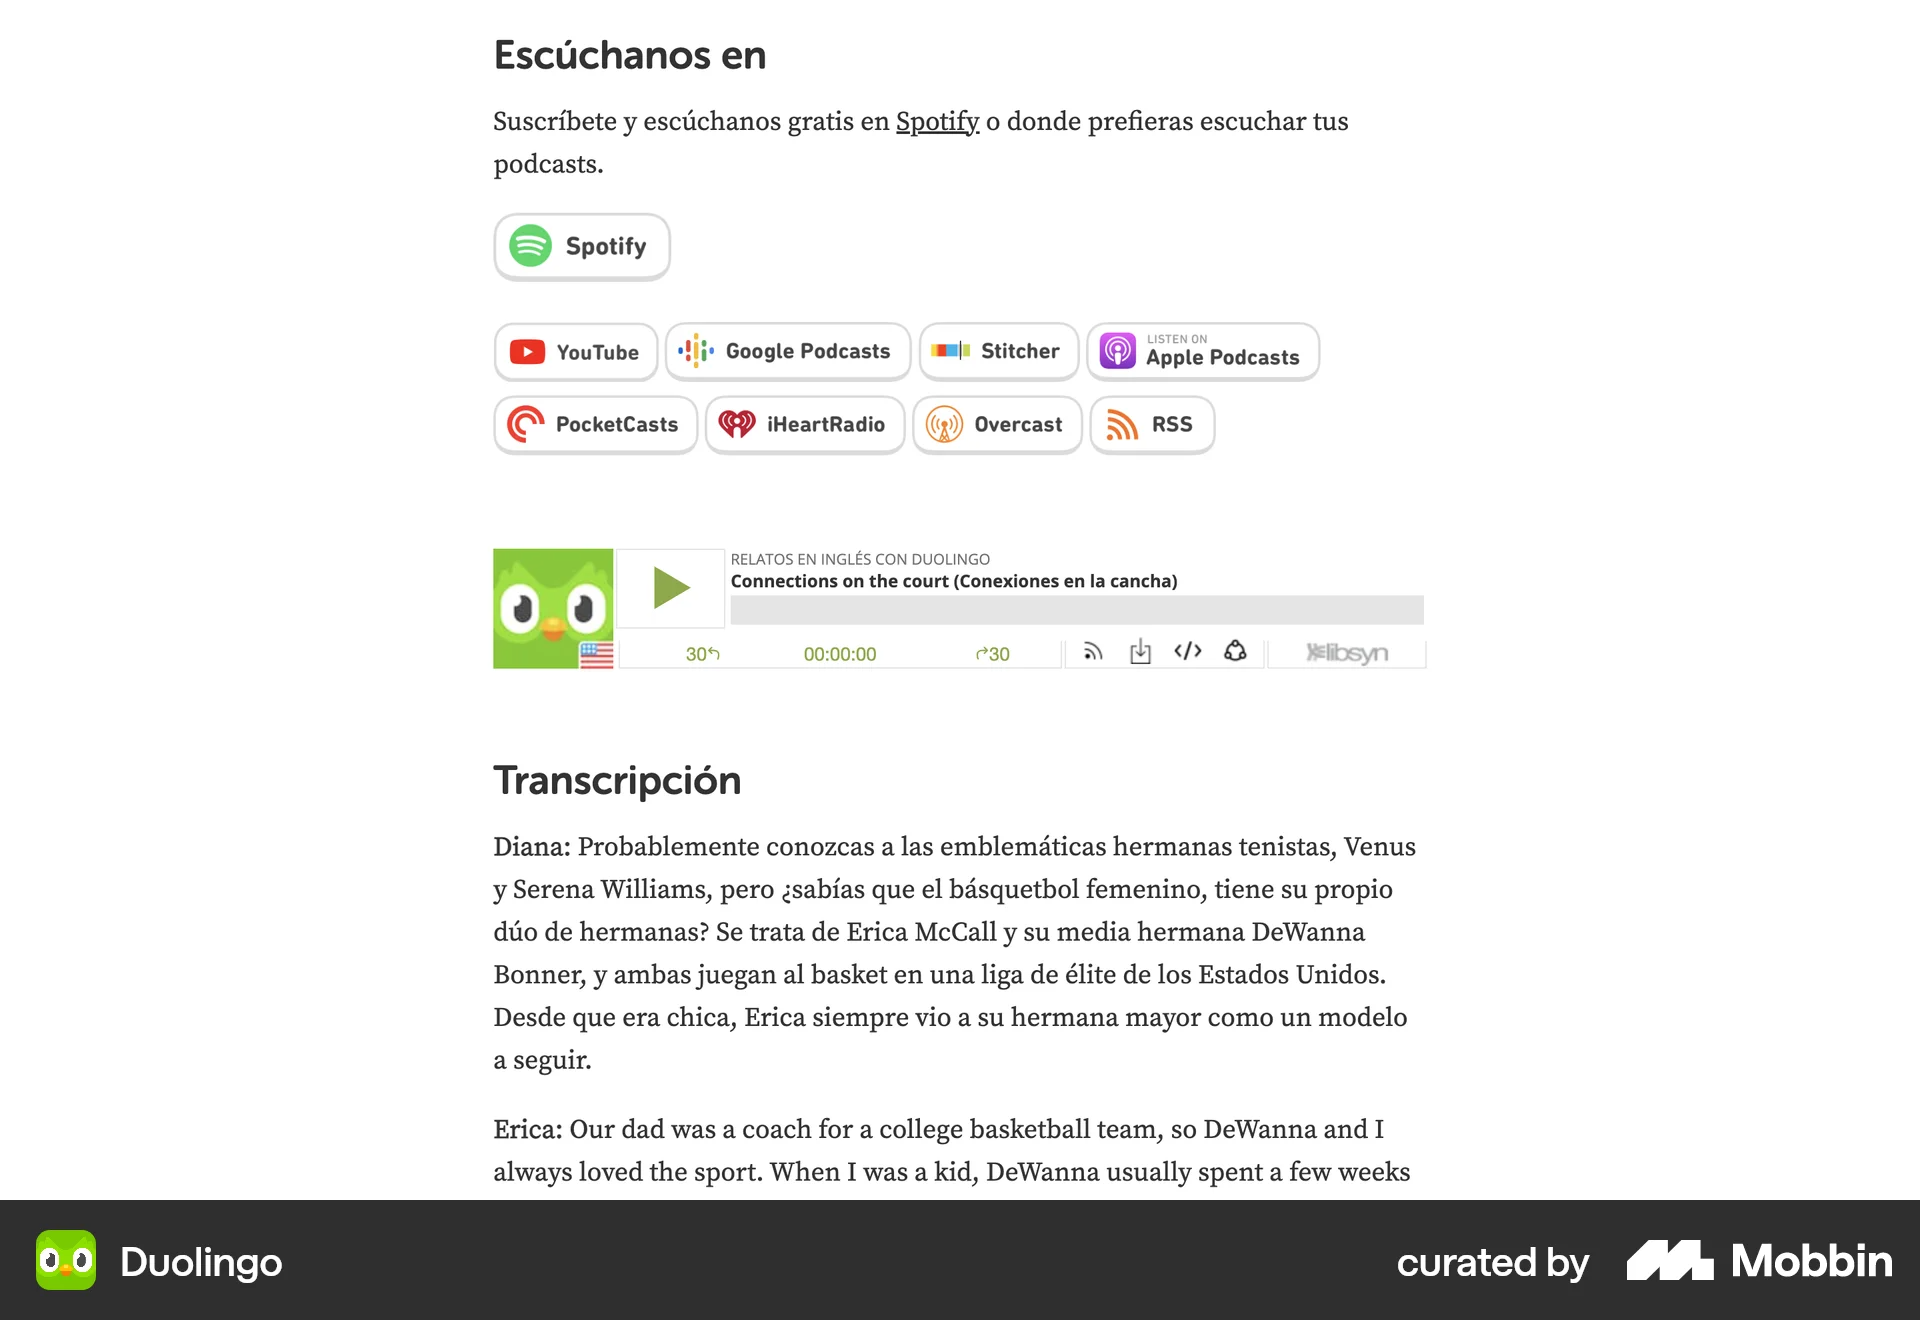 Escúchanos en
Suscríbete y escúchanos gratis en Spotify o donde prefieras escuchar tus
podcasts.
Spotify
YouTube
Google Podcasts
Stitcher
LISTEN ON
Apple Podcasts
PocketCasts
iHeartRadio
Overcast
RSS
RELATOS EN INGLÉS CON DUOLINGO
Connections on the court (Conexiones en la cancha)
30
00:00:00
30
libsyn
Transcripción
Diana: Probablemente conozcas a las emblemáticas hermanas tenistas, Venus
y Serena Williams, pero ¿sabías que el básquetbol femenino, tiene su propio
dúo de hermanas? Se trata de Erica McCall y su media hermana DeWanna
Bonner, y ambas juegan al basket en una liga de élite de los Estados Unidos.
Desde que era chica, Erica siempre vio a su hermana mayor como un modelo
a seguir.
Erica: Our dad was a coach for a college basketball team, so DeWanna and I
always loved the sport. When I was a kid, DeWanna usually spent a few weeks
Duolingo
curated by Mobbin